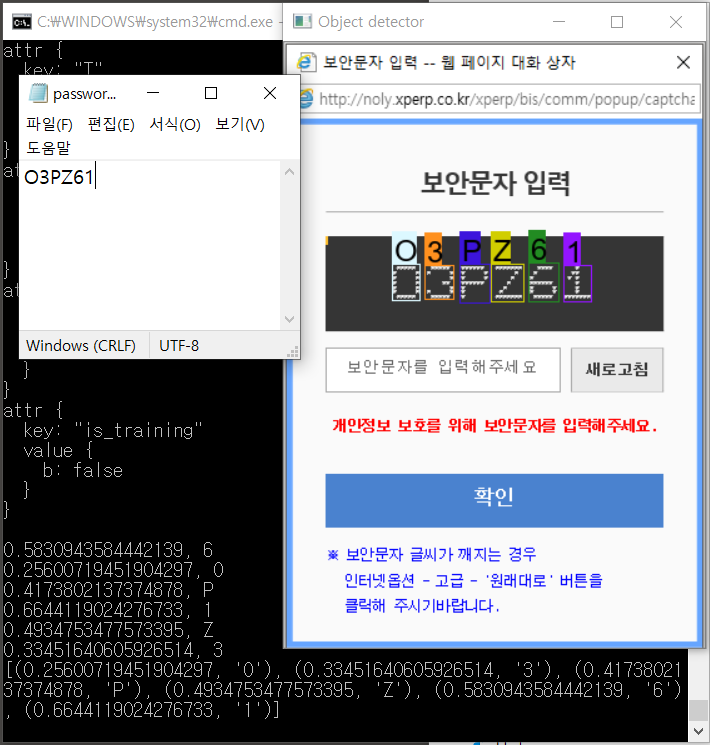 C:\WINDOWS\system32\cmd.exe -
attr {
key: "T"
}
}
}
}
attr {
key: "is_training"
value {
b: false
}
}
0.5830943584442139, 6
0.25600719451904297, O
0.4173802137374878, P
0.6644119024276733, 1
0.4934753477573395, Z
0.33451640605926514, 3
[(0.25600719451904297, 'O'), (0.33451640605926514, '3'), (0.41738021
37374878, 'P'), (0.4934753477573395, 'Z'), (0.5830943584442139, '6')
, (0.6644119024276733, '1')]
passwor...
파일(F) 편집(E) 서식(O) 보기(V)
도움말
O3PZ61
Windows (CRLF) UTF-8
Object detector
보안문자 입력 -- 웹 페이지 대화 상자
http://noly.xperp.co.kr/xperp/bis/comm/popup/captcha
보안문자 입력
O 3 P Z 6 1
O3PZ61
보안문자를 입력해주세요
새로고침
개인정보 보호를 위해 보안문자를 입력해주세요.
확인
※ 보안문자 글씨가 깨지는 경우
인터넷옵션 - 고급 - '원래대로' 버튼을
클릭해 주시기바랍니다.